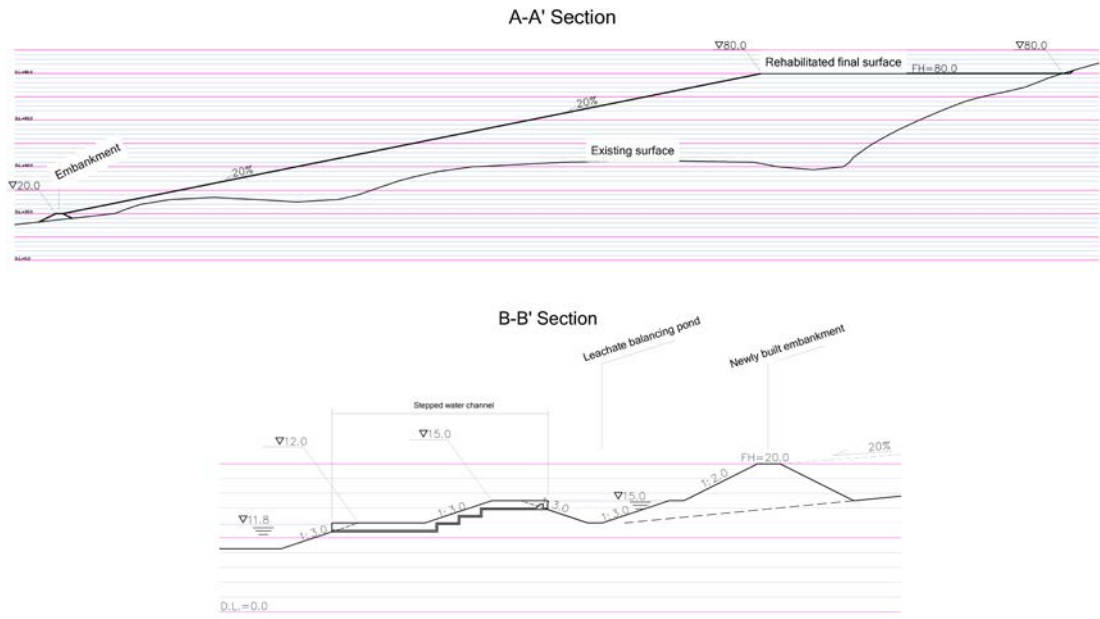 A-A' Section
▽80.0
▽80.0
Rehabilitated final surface
FH=80.0
20%
Existing surface
Embankment
20%
▽20.0
B-B' Section
Leachate balancing pond
Newly built embankment
Stepped water channel
▽12.0
▽15.0
20%
FH=20.0
1:2.0
▽15.0
1:3.0
1:3.0
1:3.0
▽11.8
1:3.0
D.L.=0.0